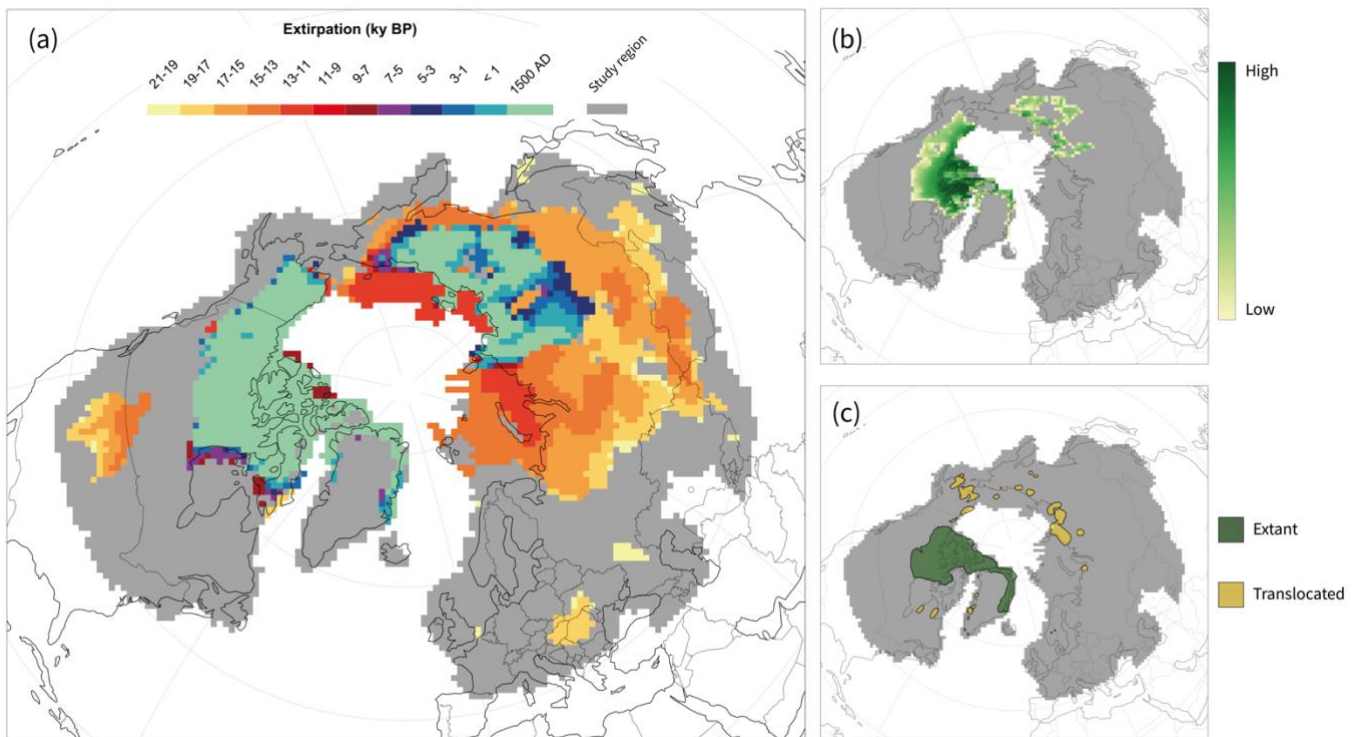 (a)
Extirpation (ky BP)
21-19
19-17
17-15
15-13
13-11
11-9
9-7
7-5
5-3
3-1
< 1
1500 AD
Study region
(b)
High
Low
(c)
Extant
Translocated